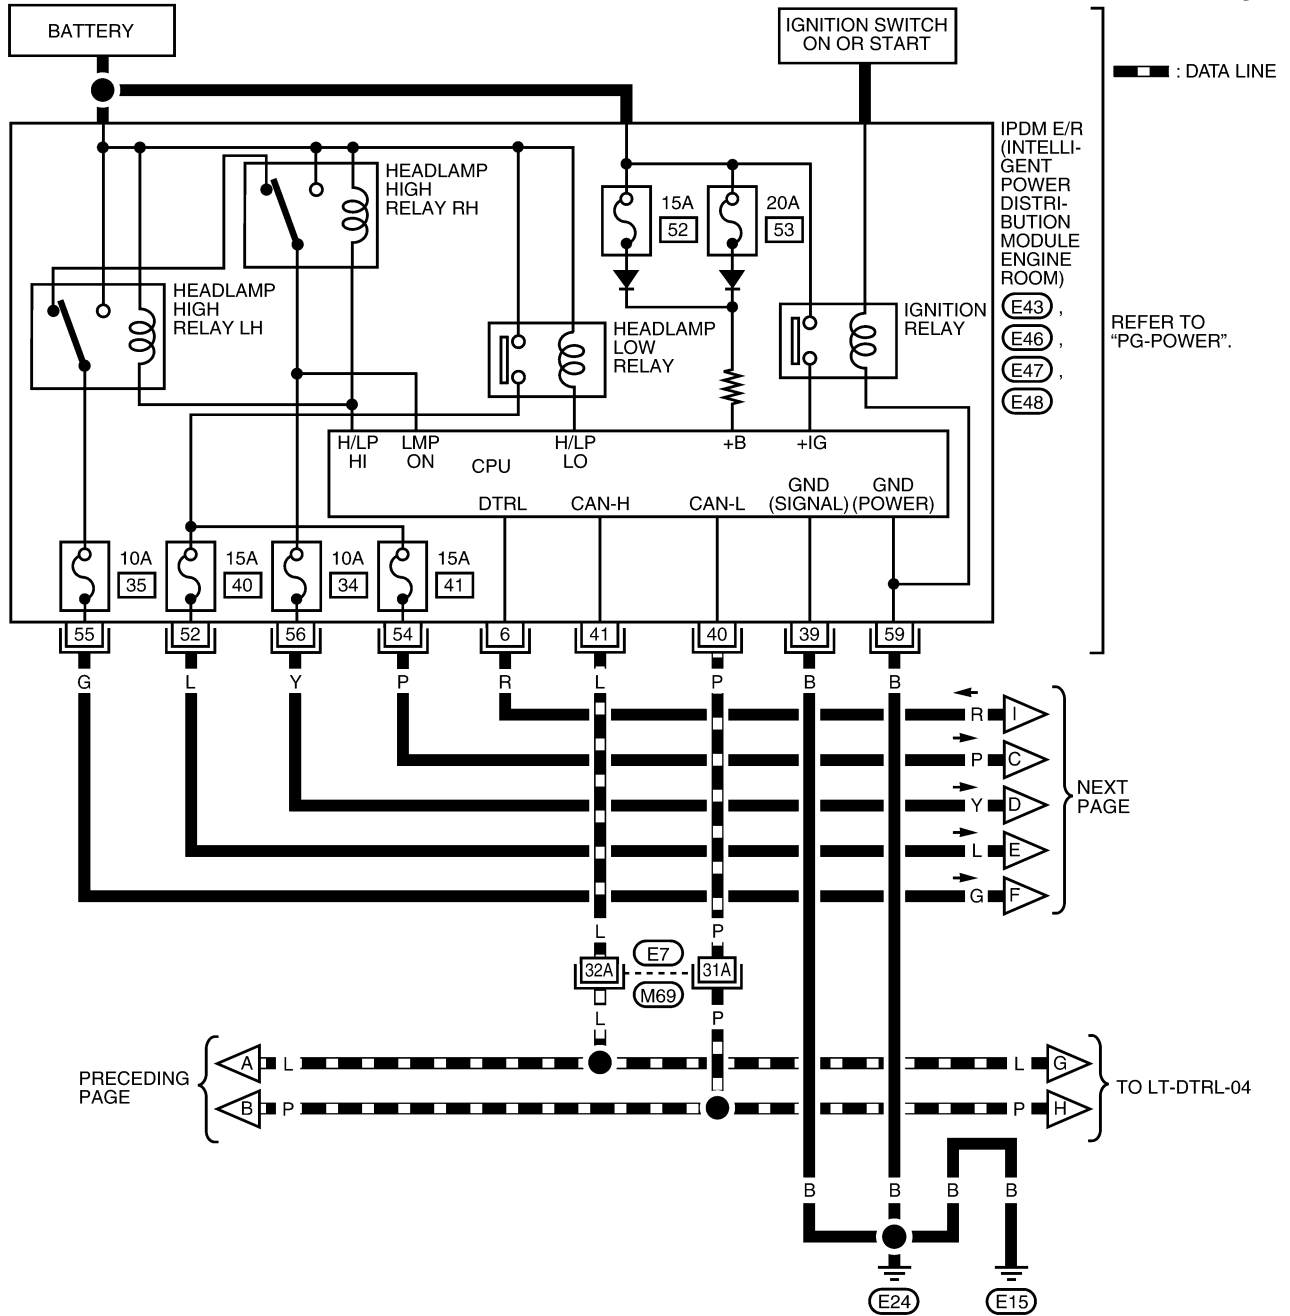 BATTERY
IGNITION SWITCH
ON OR START
: DATA LINE
IPDM E/R
(INTELLI-
GENT
POWER
DISTRI-
BUTION
MODULE
ENGINE
ROOM)
E43 ,
E46 ,
E47 ,
E48
REFER TO
“PG-POWER”.
HEADLAMP
HIGH
RELAY RH
15A
52
20A
53
HEADLAMP
HIGH
RELAY LH
HEADLAMP
LOW
RELAY
IGNITION
RELAY
H/LP
HI
LMP
ON
CPU
H/LP
LO
+B
+IG
DTRL
CAN-H
CAN-L
GND
(SIGNAL)
GND
(POWER)
10A
35
15A
40
10A
34
15A
41
55
52
56
54
6
41
40
39
59
G
L
Y
P
R
L
P
B
B
R
I
P
C
Y
D
L
E
G
F
NEXT
PAGE
L
P
32A
E7
31A
M69
L
P
PRECEDING
PAGE
A
L
L
G
B
P
P
H
TO LT-DTRL-04
B
B
B
B
E24
E15